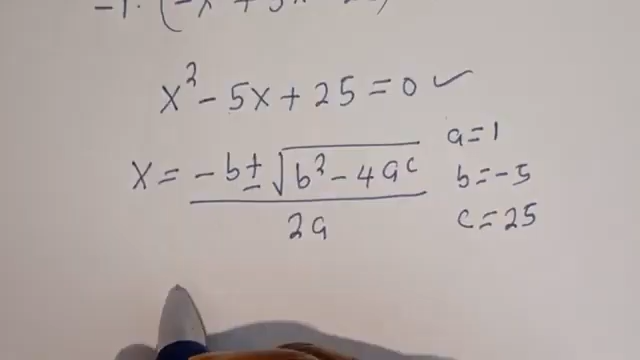 x² - 5x + 25 = 0 ✓
x = (-b ± √(b² - 4ac)) / 2a
a = 1
b = -5
c = 25